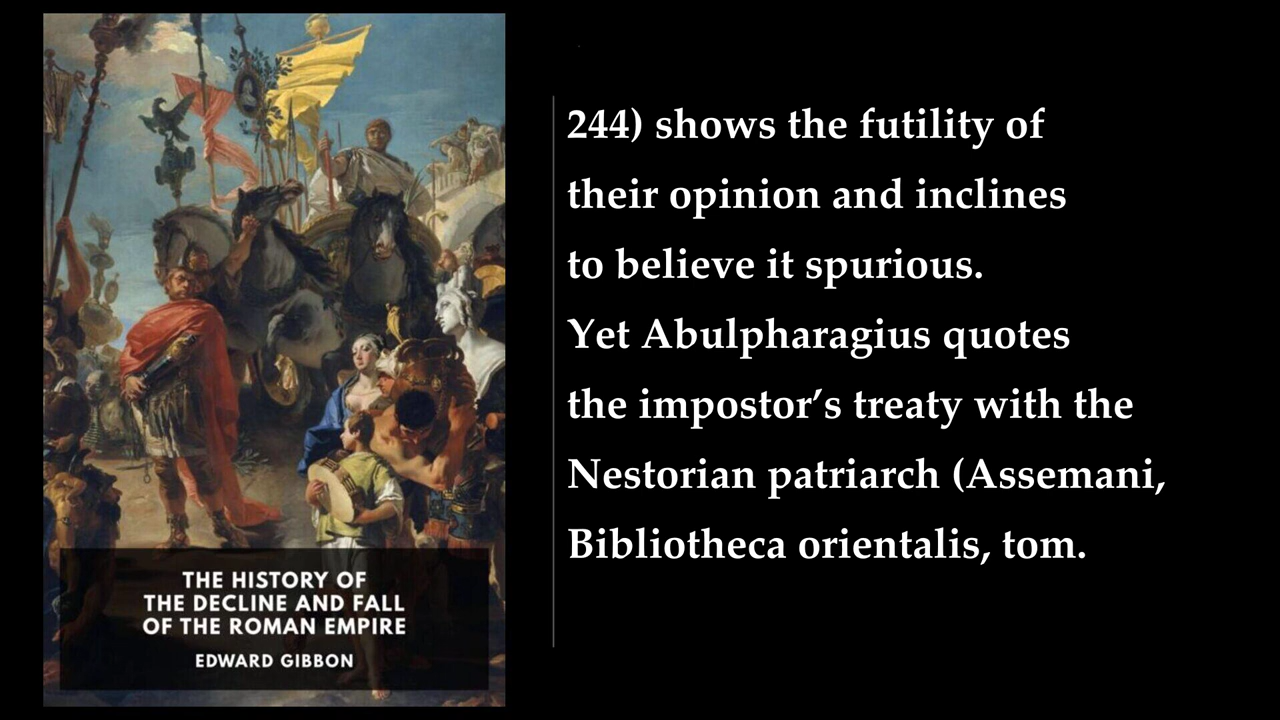 THE HISTORY OF
THE DECLINE AND FALL
OF THE ROMAN EMPIRE
EDWARD GIBBON
244) shows the futility of
their opinion and inclines
to believe it spurious.
Yet Abulpharagius quotes
the impostor’s treaty with the
Nestorian patriarch (Assemani,
Bibliotheca orientalis, tom.